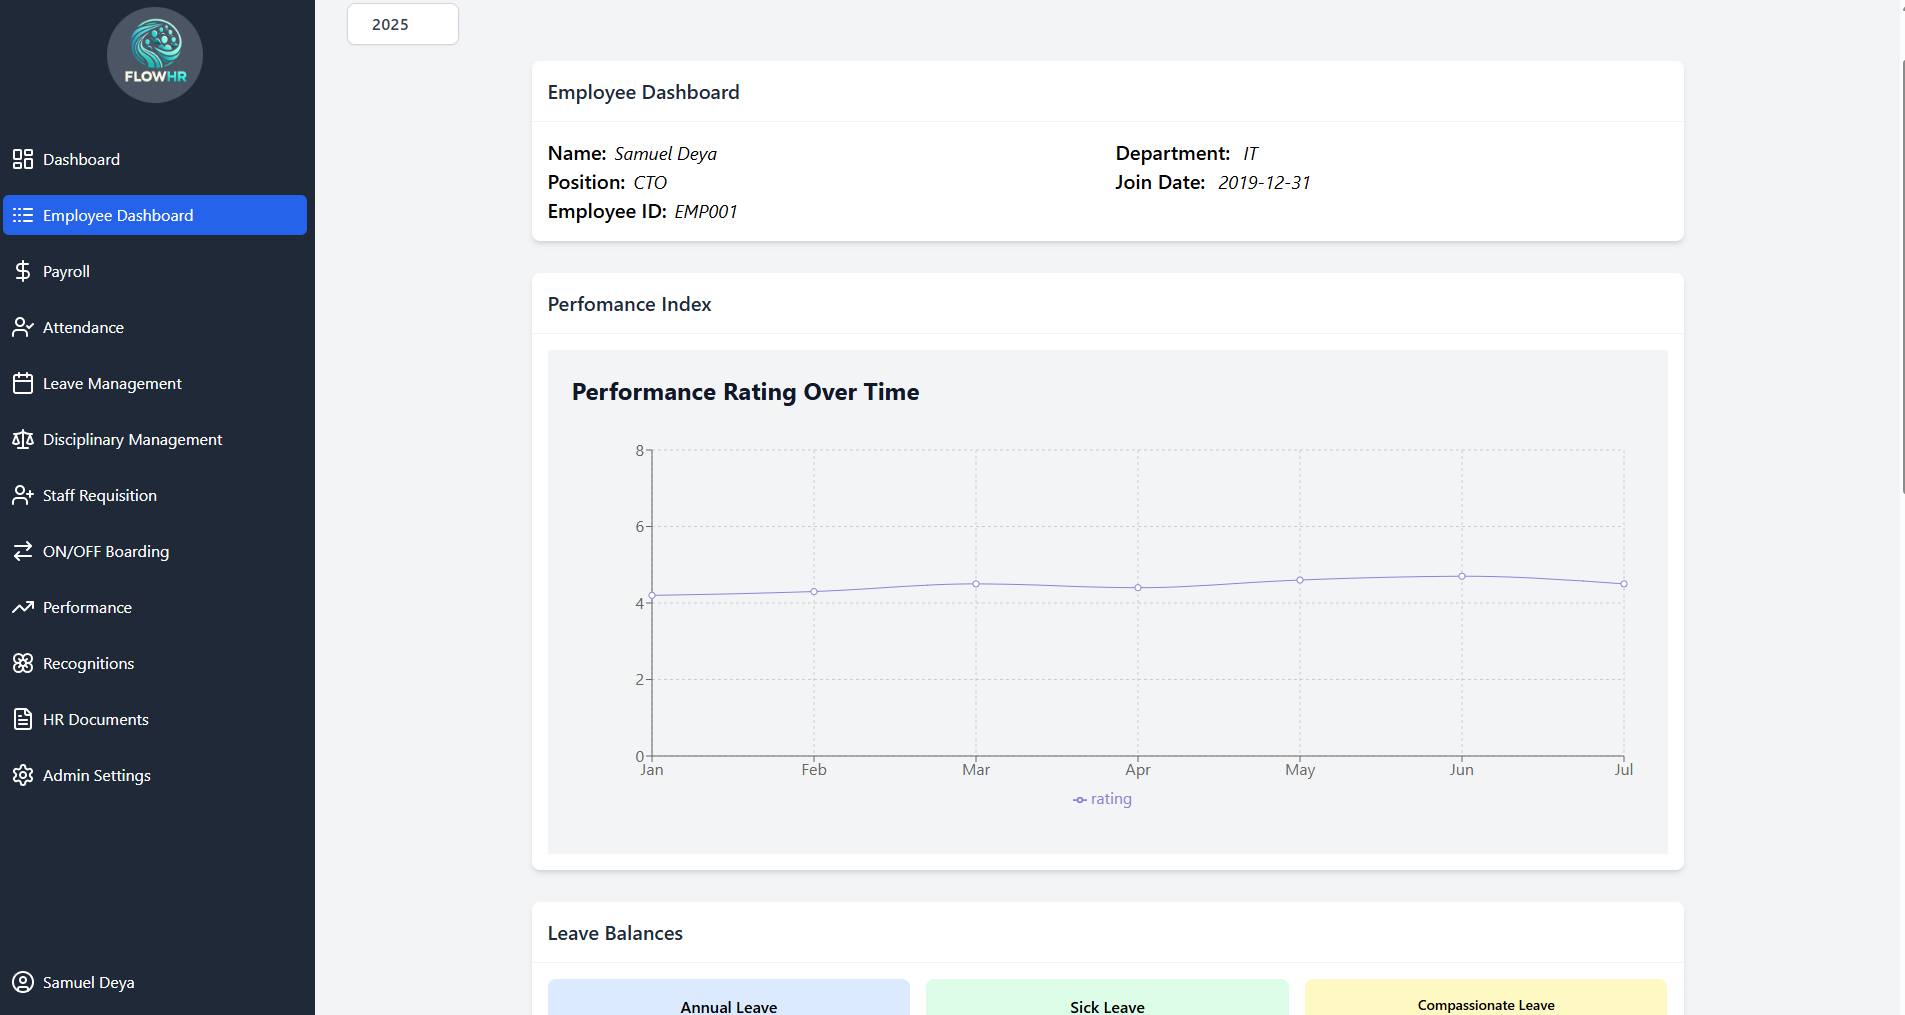 FLOWHR
Dashboard
Employee Dashboard
Payroll
Attendance
Leave Management
Disciplinary Management
Staff Requisition
ON/OFF Boarding
Performance
Recognitions
HR Documents
Admin Settings
Samuel Deya
2025
Employee Dashboard
Name: Samuel Deya
Position: CTO
Employee ID: EMP001
Department: IT
Join Date: 2019-12-31
Perfomance Index
Performance Rating Over Time
8
6
4
2
0
Jan Feb Mar Apr May Jun Jul
rating
Leave Balances
Annual Leave
Sick Leave
Compassionate Leave